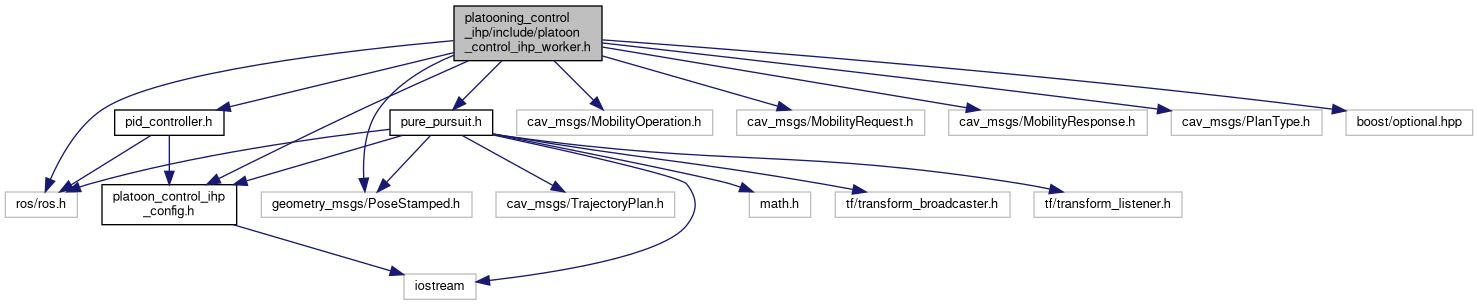 platooning_control
_ihp/include/platoon
_control_ihp_worker.h
pid_controller.h
pure_pursuit.h
cav_msgs/MobilityOperation.h
cav_msgs/MobilityRequest.h
cav_msgs/MobilityResponse.h
cav_msgs/PlanType.h
boost/optional.hpp
ros/ros.h
platoon_control_ihp
_config.h
geometry_msgs/PoseStamped.h
cav_msgs/TrajectoryPlan.h
math.h
tf/transform_broadcaster.h
tf/transform_listener.h
iostream